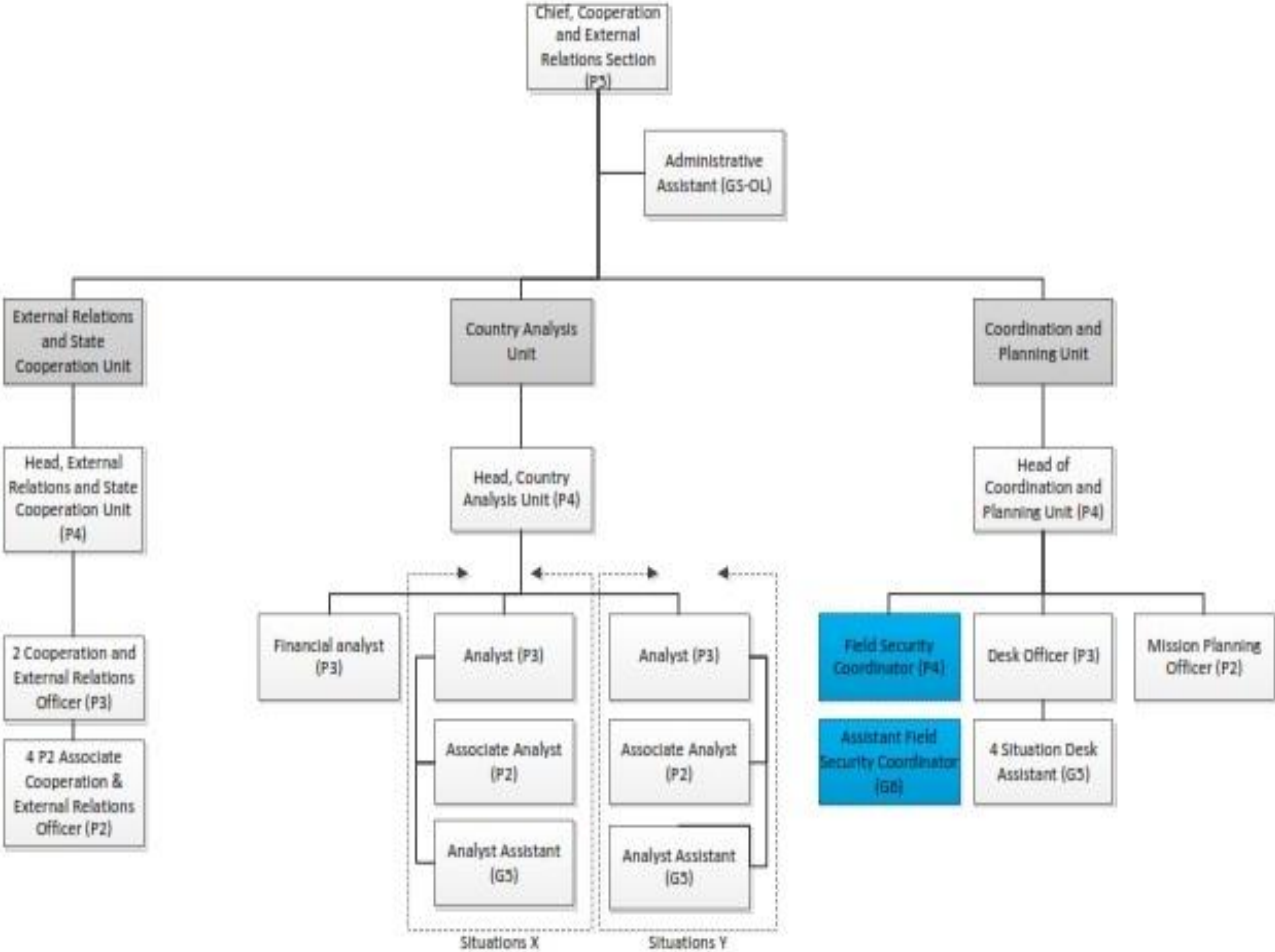 Chief, Cooperation
and External
Relations Section
(P5)
Administrative
Assistant (GS-OL)
External Relations
and State
Cooperation Unit
Country Analysis
Unit
Coordination and
Planning Unit
Head, External
Relations and State
Cooperation Unit
(P4)
Head, Country
Analysis Unit (P4)
Head of
Coordination and
Planning Unit (P4)
2 Cooperation and
External Relations
Officer (P3)
4 P2 Associate
Cooperation &
External Relations
Officer (P2)
Financial analyst
(P3)
Analyst (P3)
Associate Analyst
(P2)
Analyst Assistant
(G5)
Situations X
Analyst (P3)
Associate Analyst
(P2)
Analyst Assistant
(G5)
Situations Y
Field Security
Coordinator (P4)
Assistant Field
Security Coordinator
(G6)
Desk Officer (P3)
4 Situation Desk
Assistant (G5)
Mission Planning
Officer (P2)